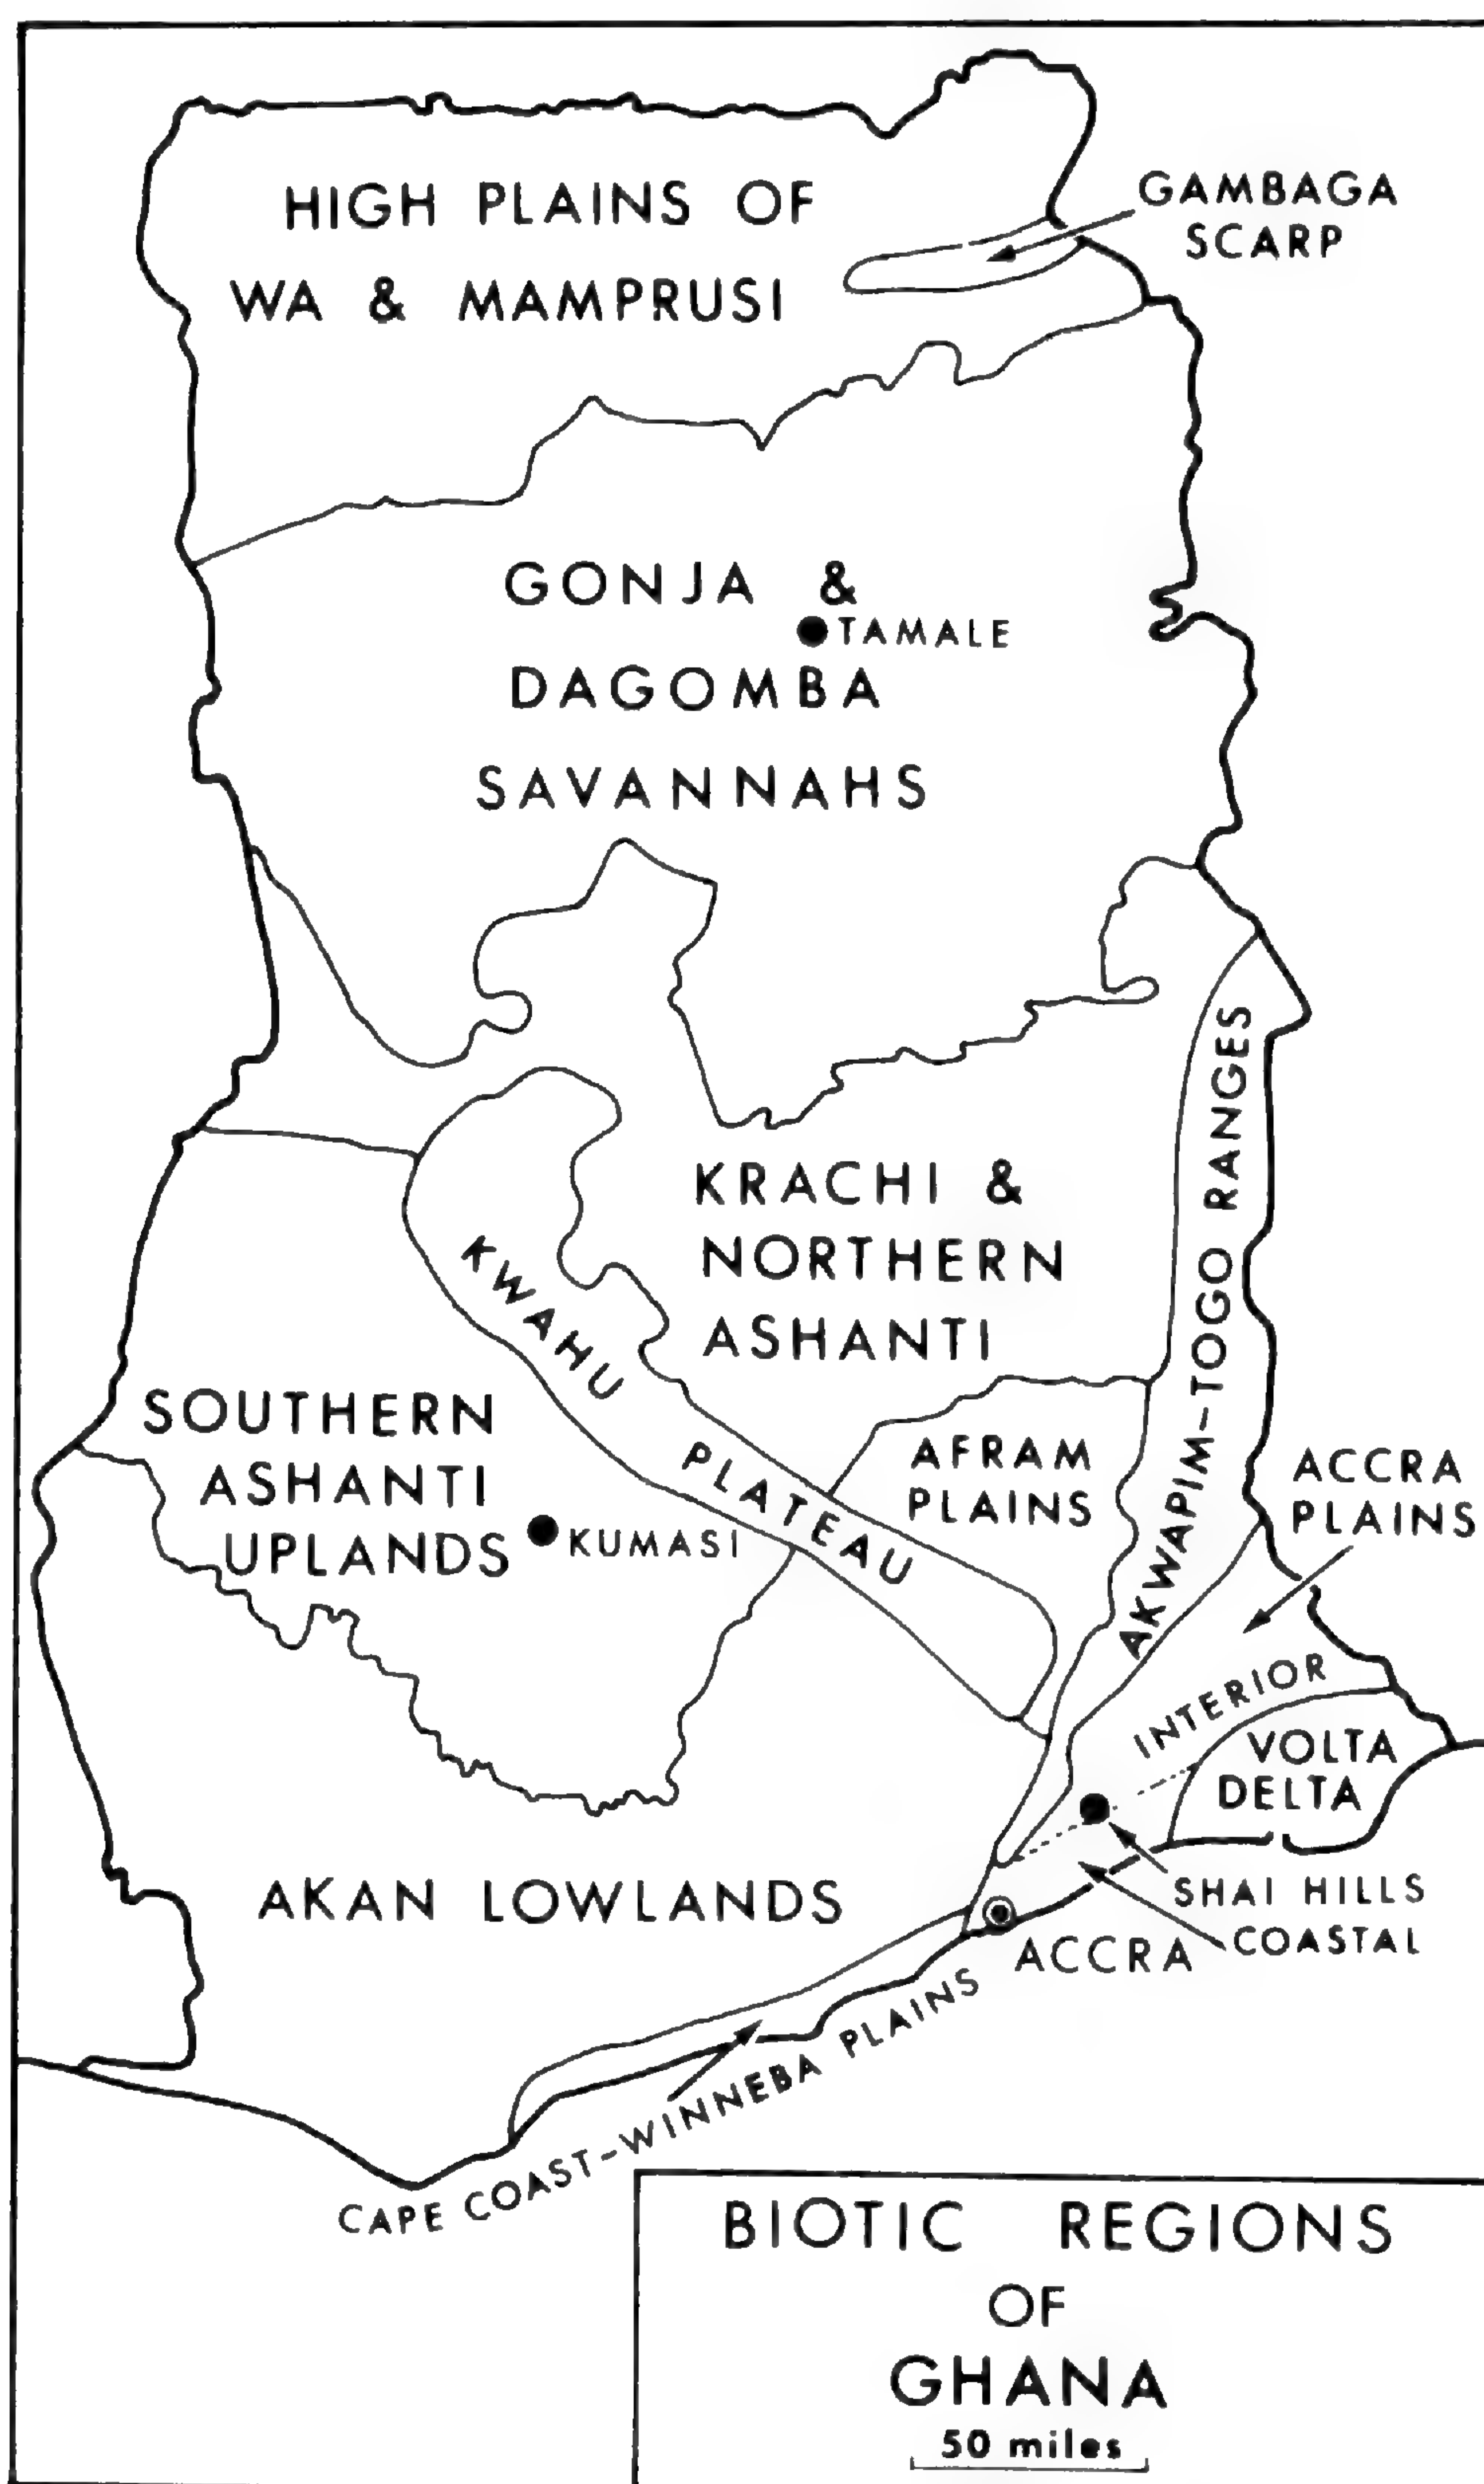 HIGH PLAINS OF
WA & MAMPRUSI
GAMBAGA
SCARP
GONJA &
TAMALE
DAGOMBA
SAVANNAHS
KRACHI &
NORTHERN
ASHANTI
AKWAPIM-TOGO RANGES
KWAHU PLATEAU
SOUTHERN
ASHANTI
UPLANDS
KUMASI
AFRAM
PLAINS
ACCRA
PLAINS
INTERIOR
VOLTA
DELTA
SHAI HILLS
COASTAL
ACCRA
AKAN LOWLANDS
CAPE COAST-WINNEBA PLAINS
BIOTIC REGIONS
OF
GHANA
50 miles